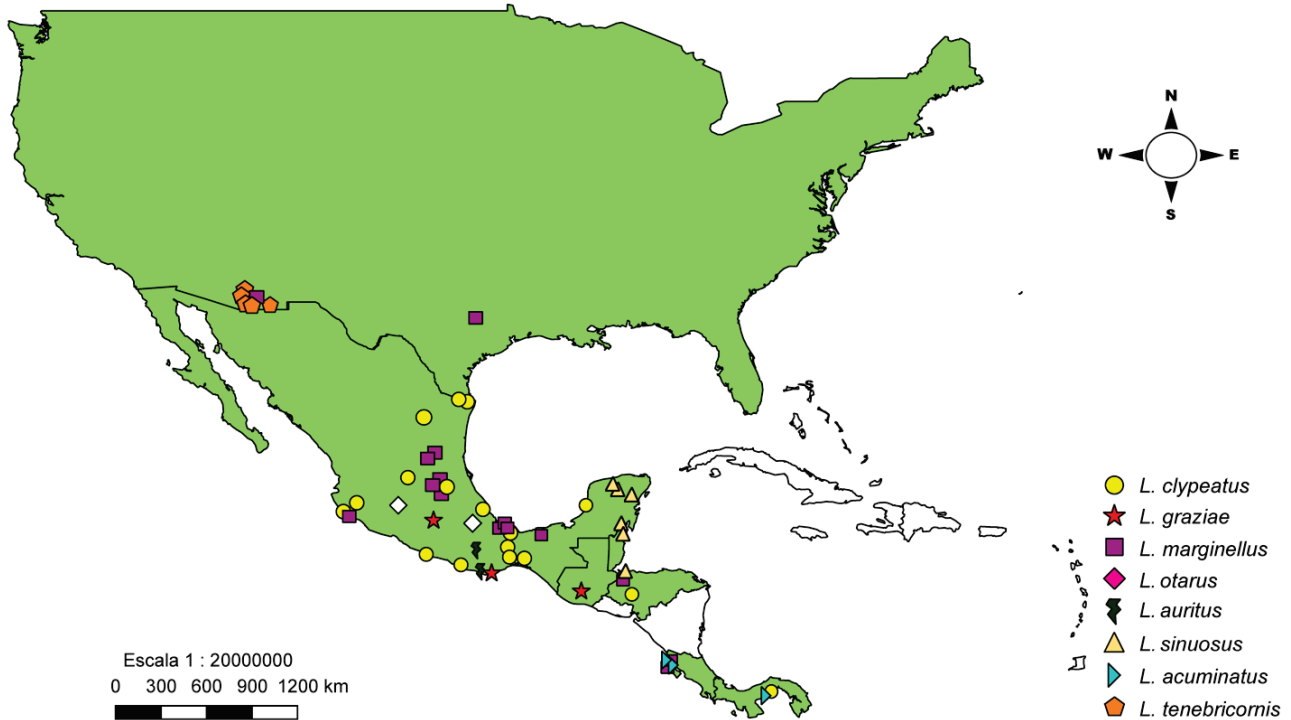 N
W E
S
L. clypeatus
L. graziae
L. marginellus
L. otarus
L. auritus
L. sinuosus
L. acuminatus
L. tenebricornis
Escala 1 : 20000000
0 300 600 900 1200 km